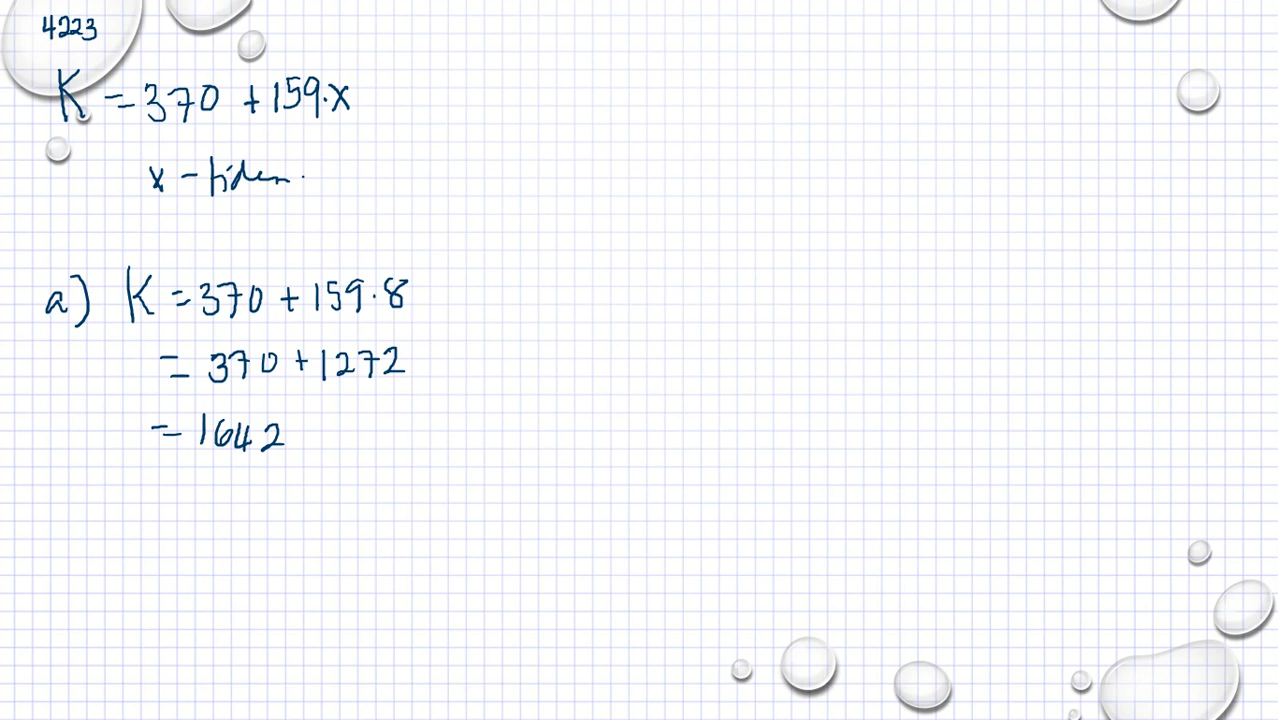 4223
K = 370 + 159·x
x - tiden.
a) K = 370 + 159·8
= 370 + 1272
= 1642